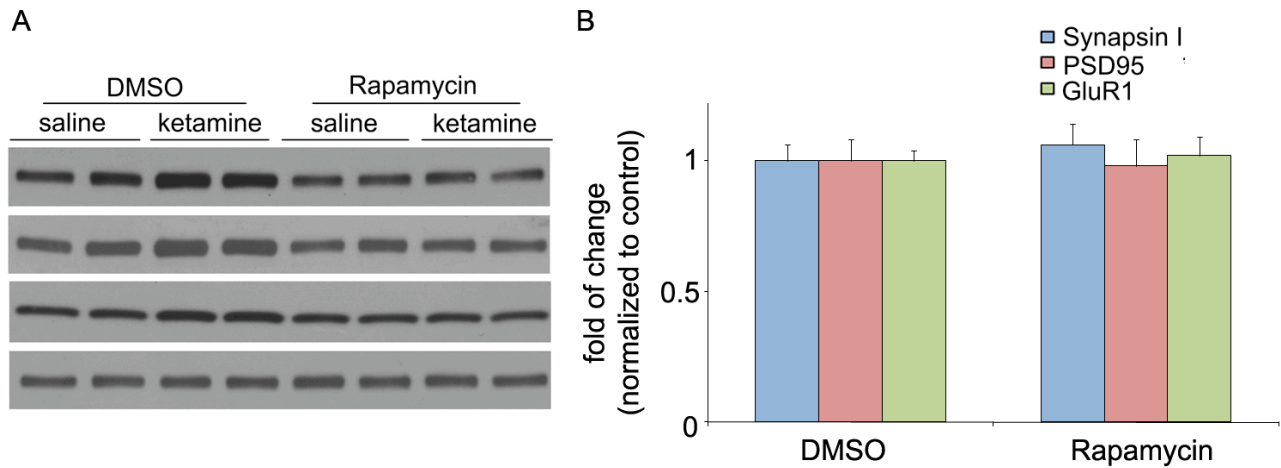 A
DMSO Rapamycin
saline ketamine saline ketamine
B
Synapsin I
PSD95
GluR1
fold of change
(normalized to control)
1
0.5
0
DMSO Rapamycin